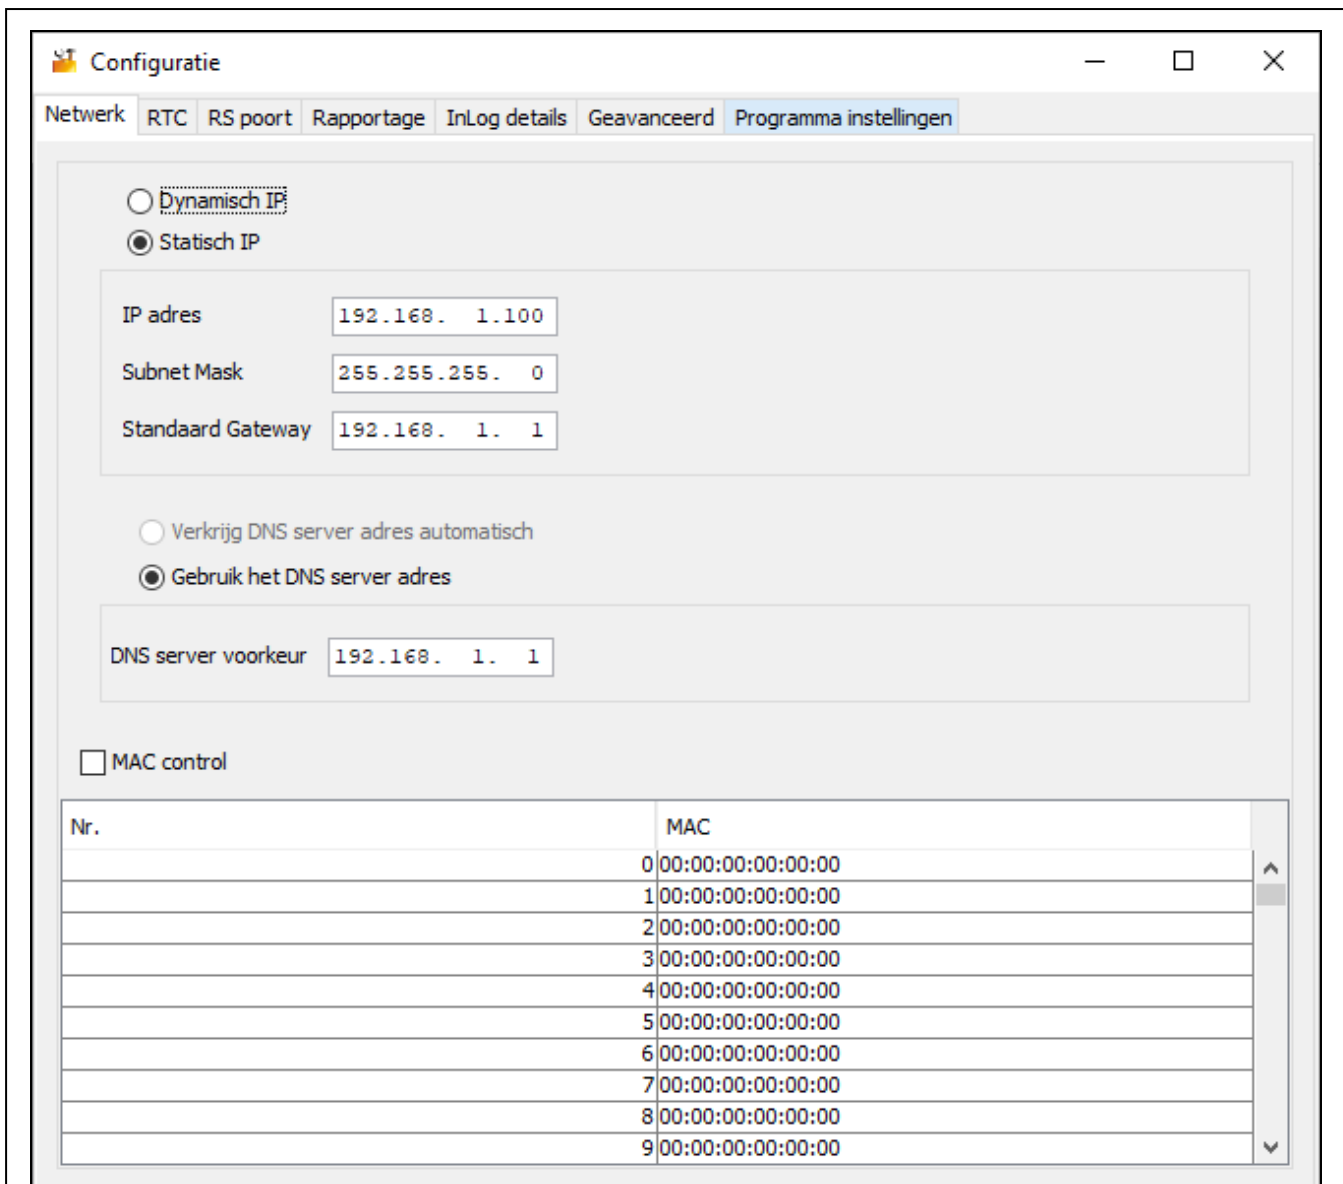 Configuratie
Netwerk RTC RS poort Rapportage InLog details Geavanceerd Programma instellingen
Dynamisch IP
Statisch IP
IP adres 192.168. 1.100
Subnet Mask 255.255.255. 0
Standaard Gateway 192.168. 1. 1
Verkrijg DNS server adres automatisch
Gebruik het DNS server adres
DNS server voorkeur 192.168. 1. 1
MAC control
Nr. MAC
0 00:00:00:00:00:00
1 00:00:00:00:00:00
2 00:00:00:00:00:00
3 00:00:00:00:00:00
4 00:00:00:00:00:00
5 00:00:00:00:00:00
6 00:00:00:00:00:00
7 00:00:00:00:00:00
8 00:00:00:00:00:00
9 00:00:00:00:00:00